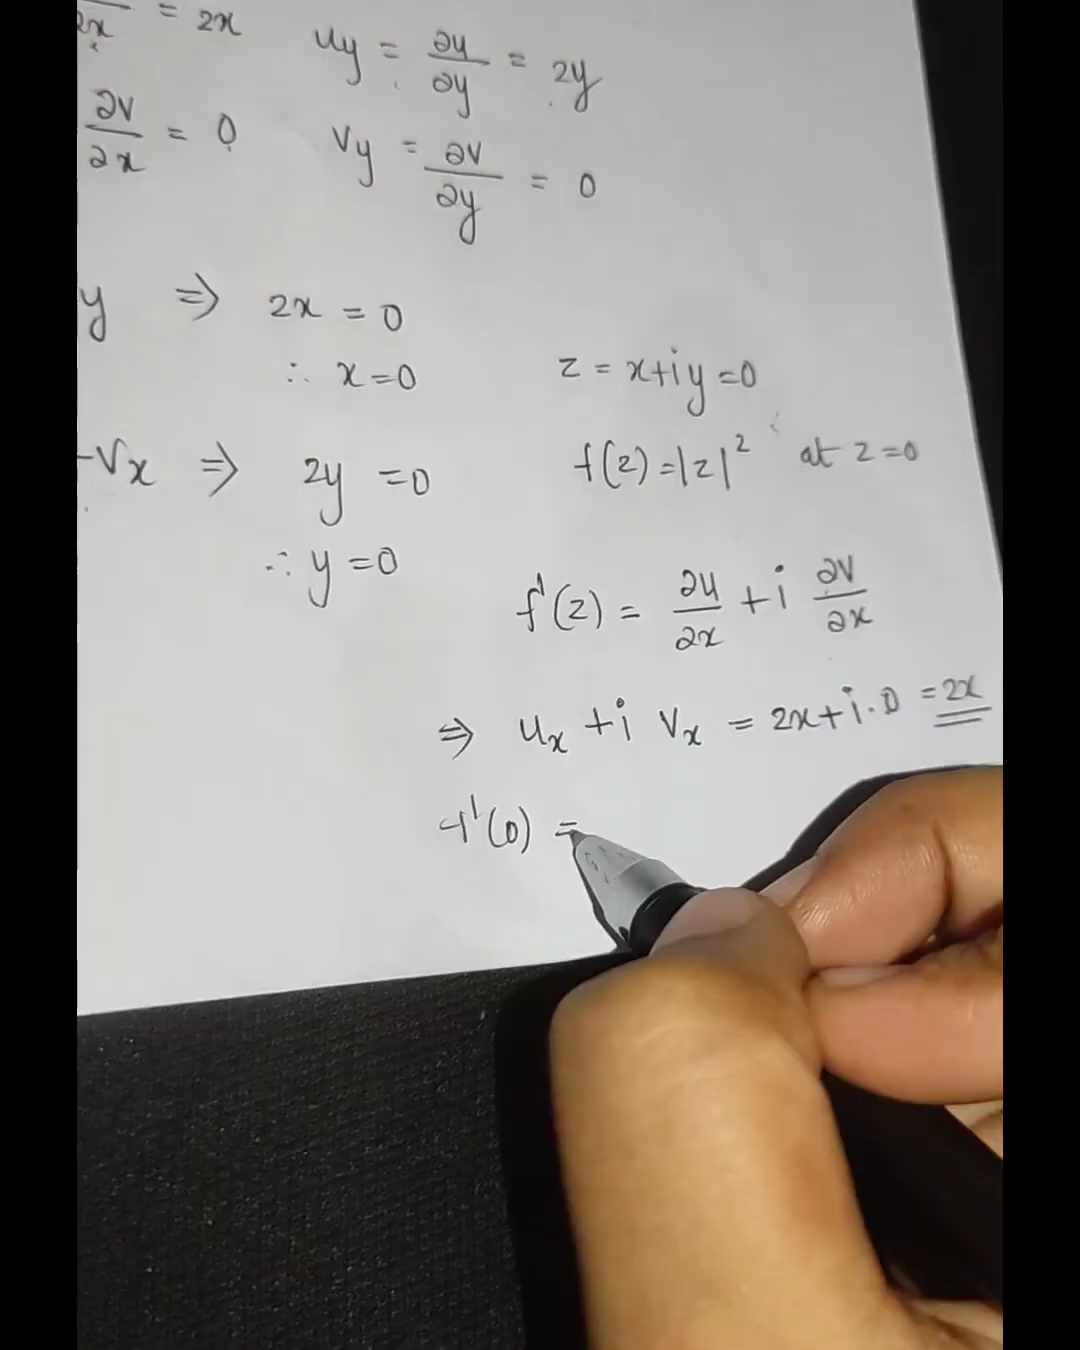 ∂x = 2x
uy = ∂u/∂y = 2y
∂v/∂x = 0
vy = ∂v/∂y = 0
y ⇒ 2x = 0
∴ x = 0
z = x+iy = 0
-Vx ⇒ 2y = 0
f(z) = |z|² at z=0
∴ y = 0
f'(z) = ∂u/∂x + i ∂v/∂x
⇒ ux + i vx = 2x + i·0 = 2x
f'(0) =